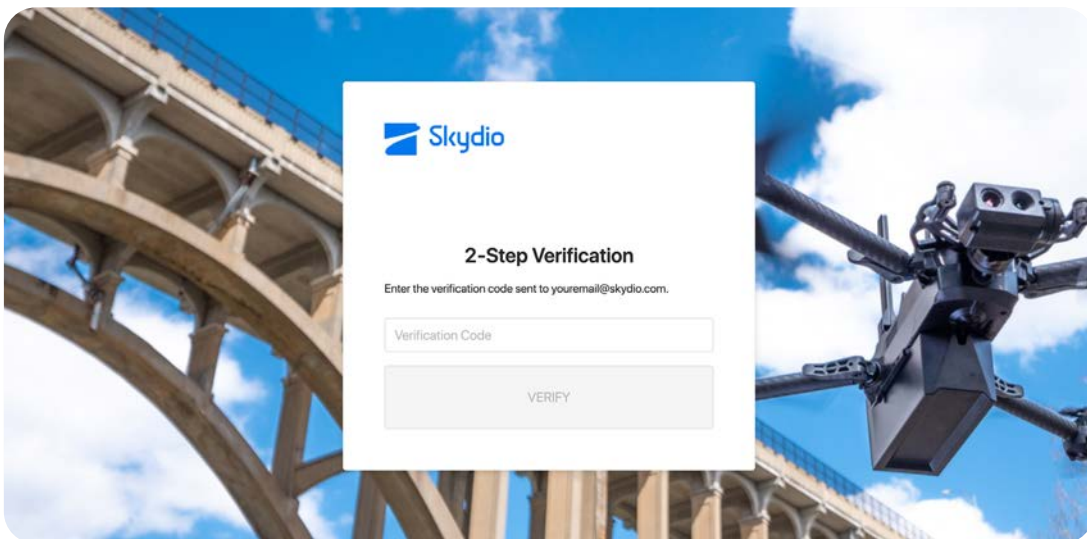 Skydio
2-Step Verification
Enter the verification code sent to youremail@skydio.com.
Verification Code
VERIFY